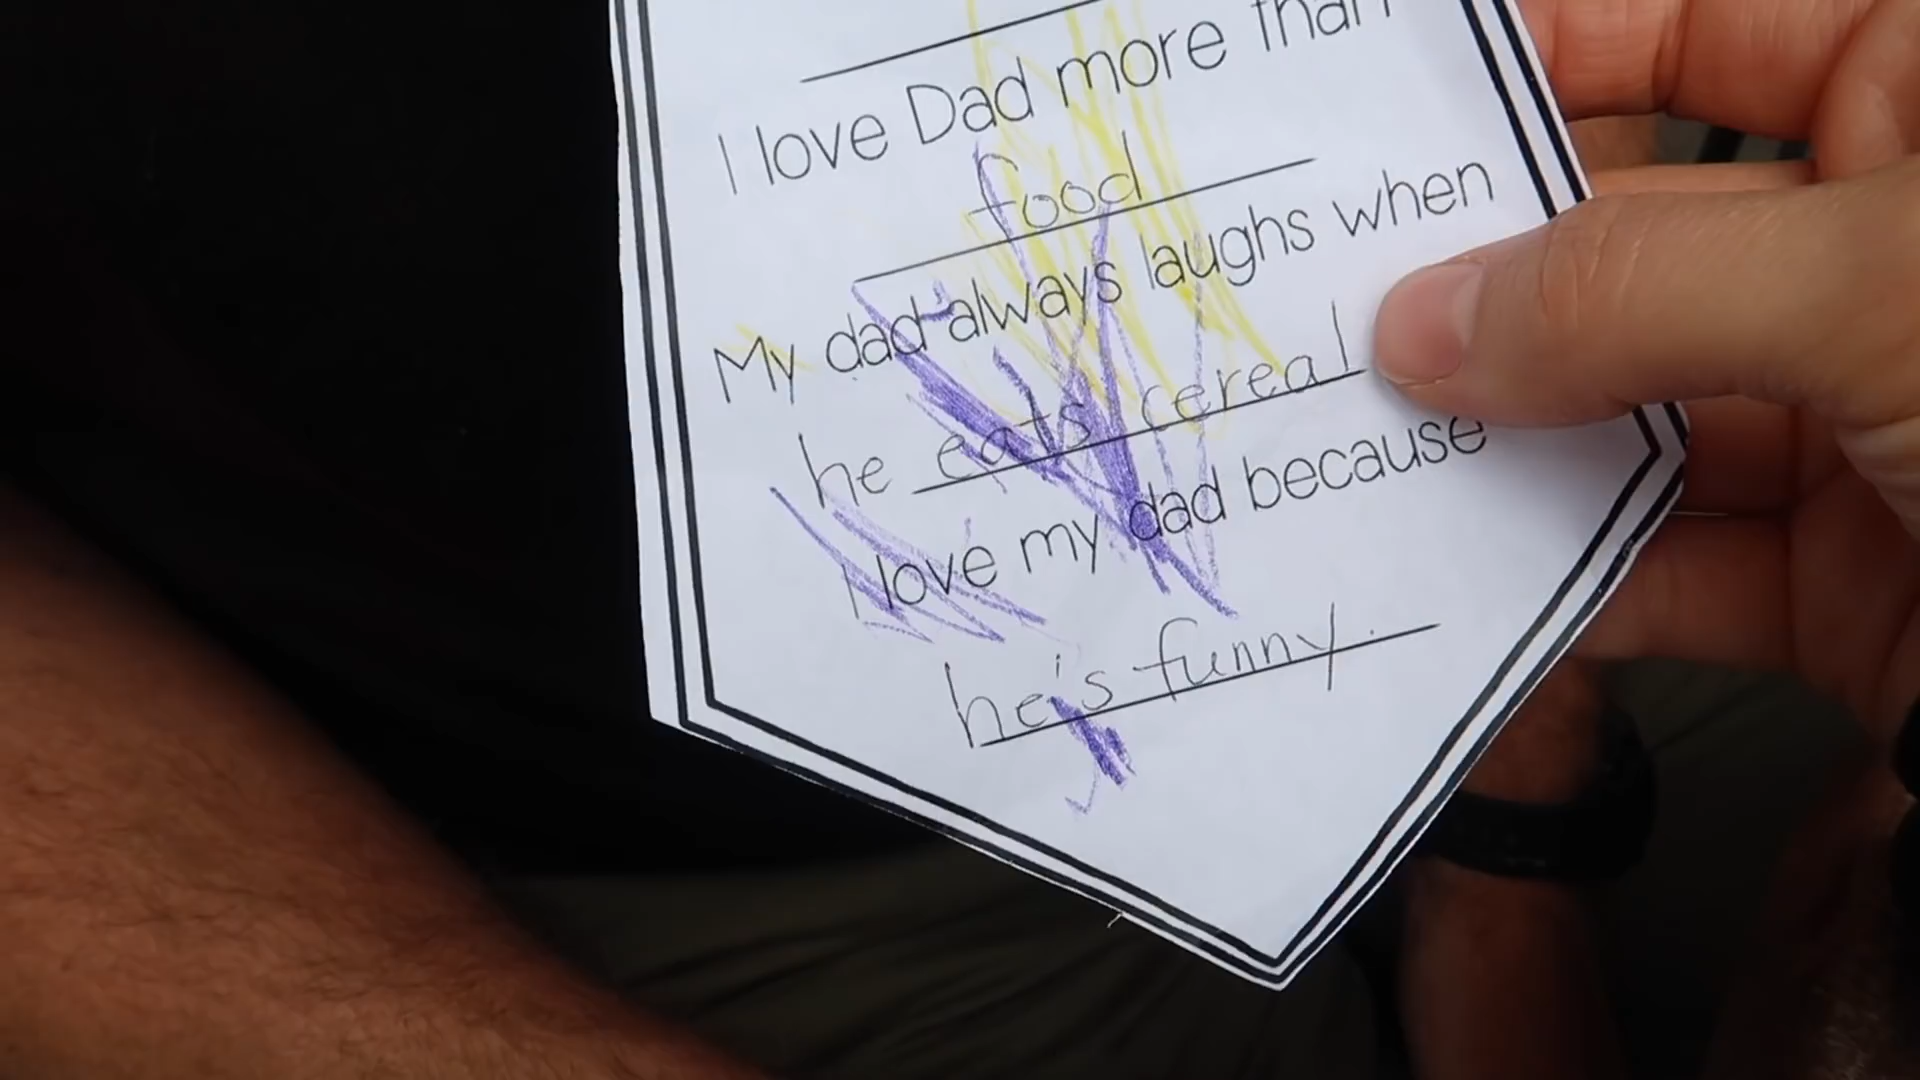 I love Dad more than
food
My dad always laughs when
he eats cereal
I love my dad because
he's funny.